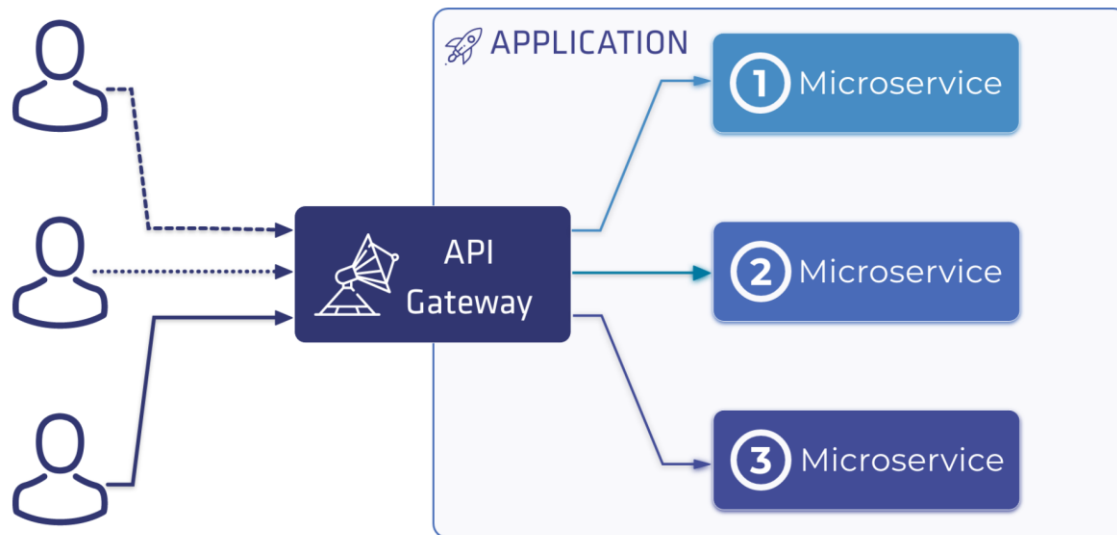 APPLICATION
1 Microservice
API
Gateway
2 Microservice
3 Microservice